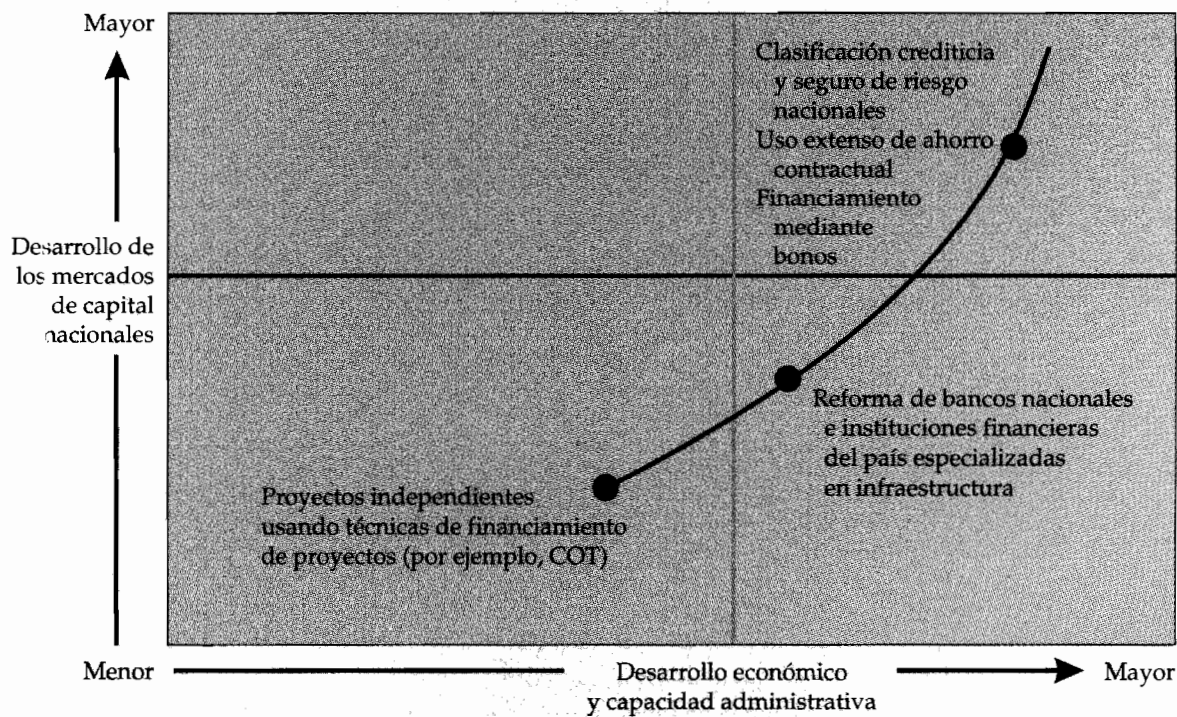 Mayor
Clasificación crediticia
y seguro de riesgo
nacionales
Uso extenso de ahorro
contractual
Financiamiento
mediante
bonos
Desarrollo de
los mercados
de capital
nacionales
Reforma de bancos nacionales
e instituciones financieras
del país especializadas
en infraestructura
Proyectos independientes
usando técnicas de financiamiento
de proyectos (por ejemplo, COT)
Menor
Desarrollo económico
y capacidad administrativa
Mayor